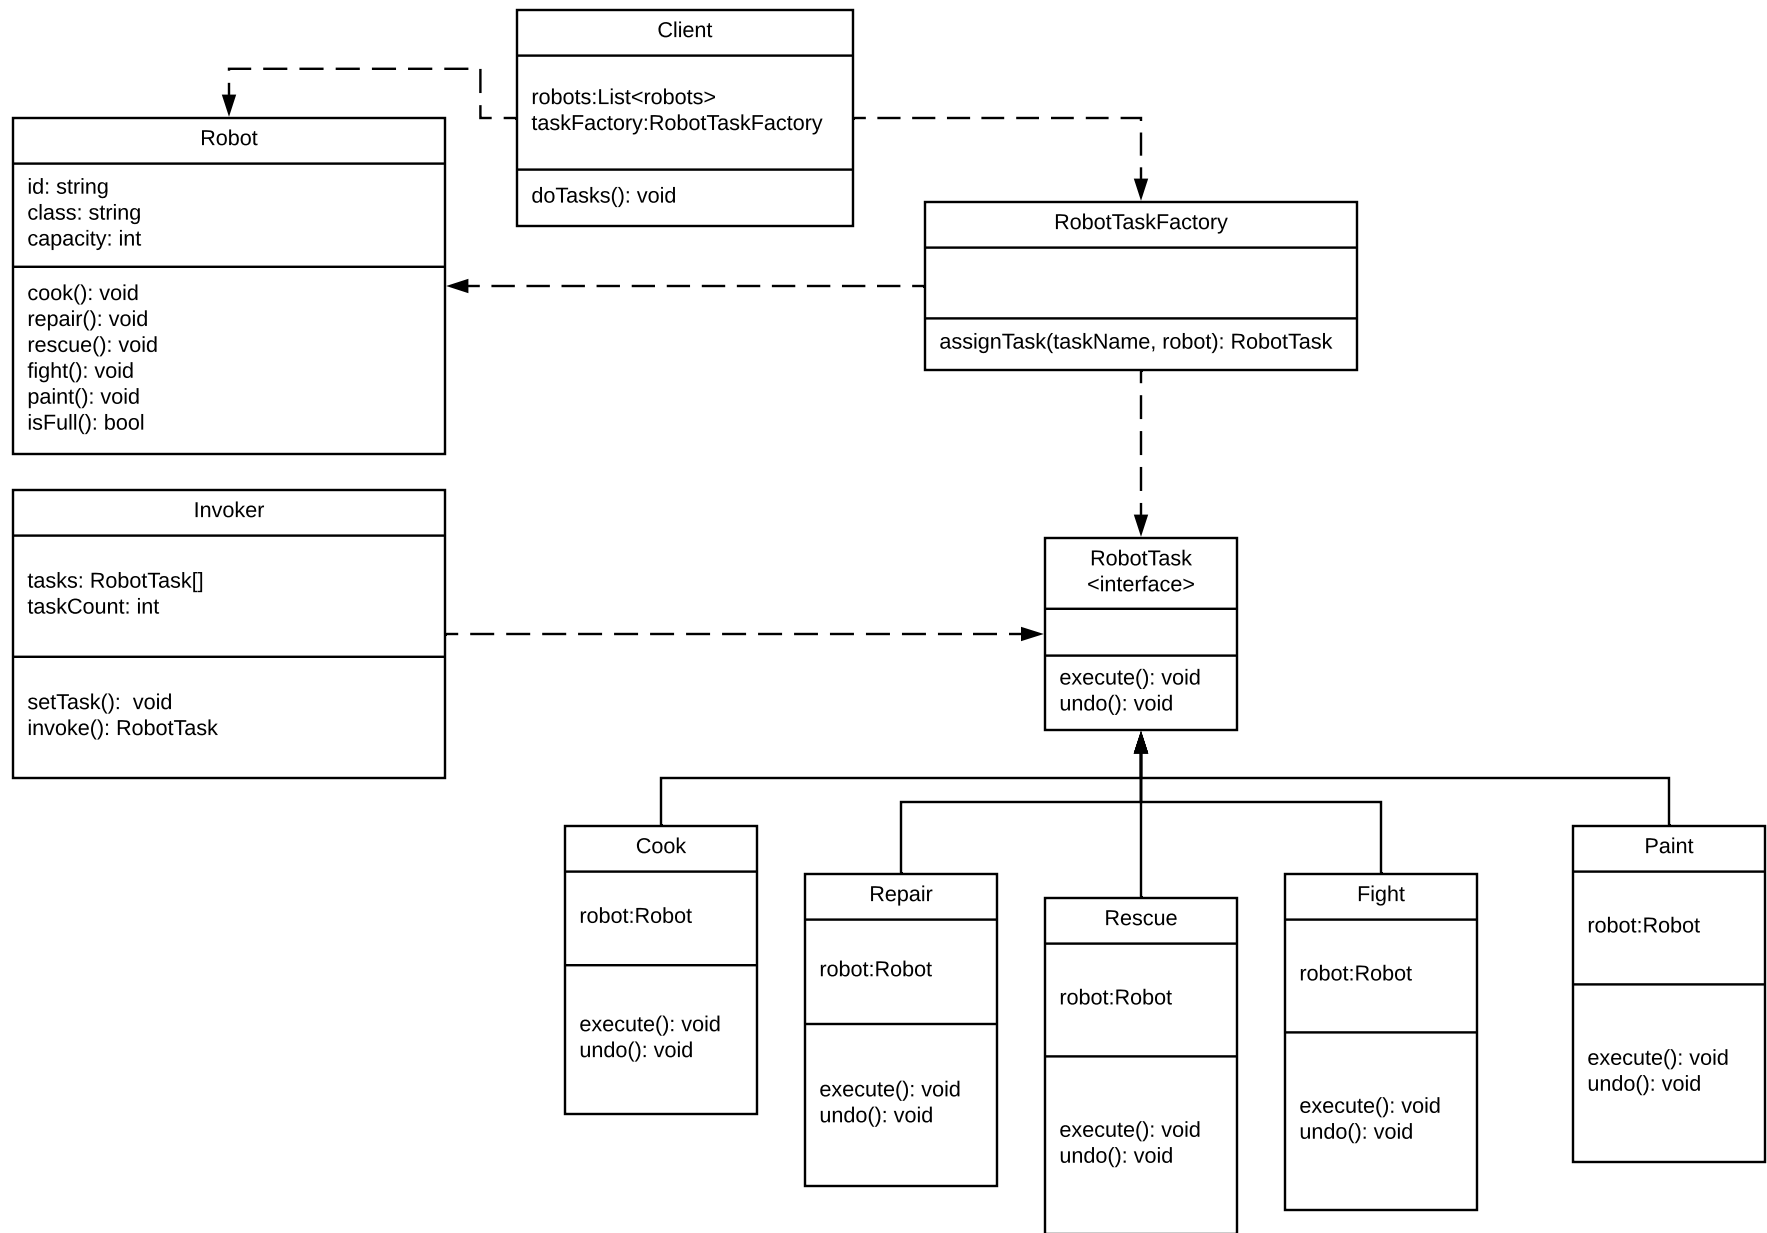 Client
robots:List<robots>
taskFactory:RobotTaskFactory
doTasks(): void
Robot
id: string
class: string
capacity: int
cook(): void
repair(): void
rescue(): void
fight(): void
paint(): void
isFull(): bool
RobotTaskFactory
assignTask(taskName, robot): RobotTask
Invoker
tasks: RobotTask[]
taskCount: int
setTask():  void
invoke(): RobotTask
RobotTask
<interface>
execute(): void
undo(): void
Cook
robot:Robot
execute(): void
undo(): void
Repair
robot:Robot
execute(): void
undo(): void
Rescue
robot:Robot
execute(): void
undo(): void
Fight
robot:Robot
execute(): void
undo(): void
Paint
robot:Robot
execute(): void
undo(): void